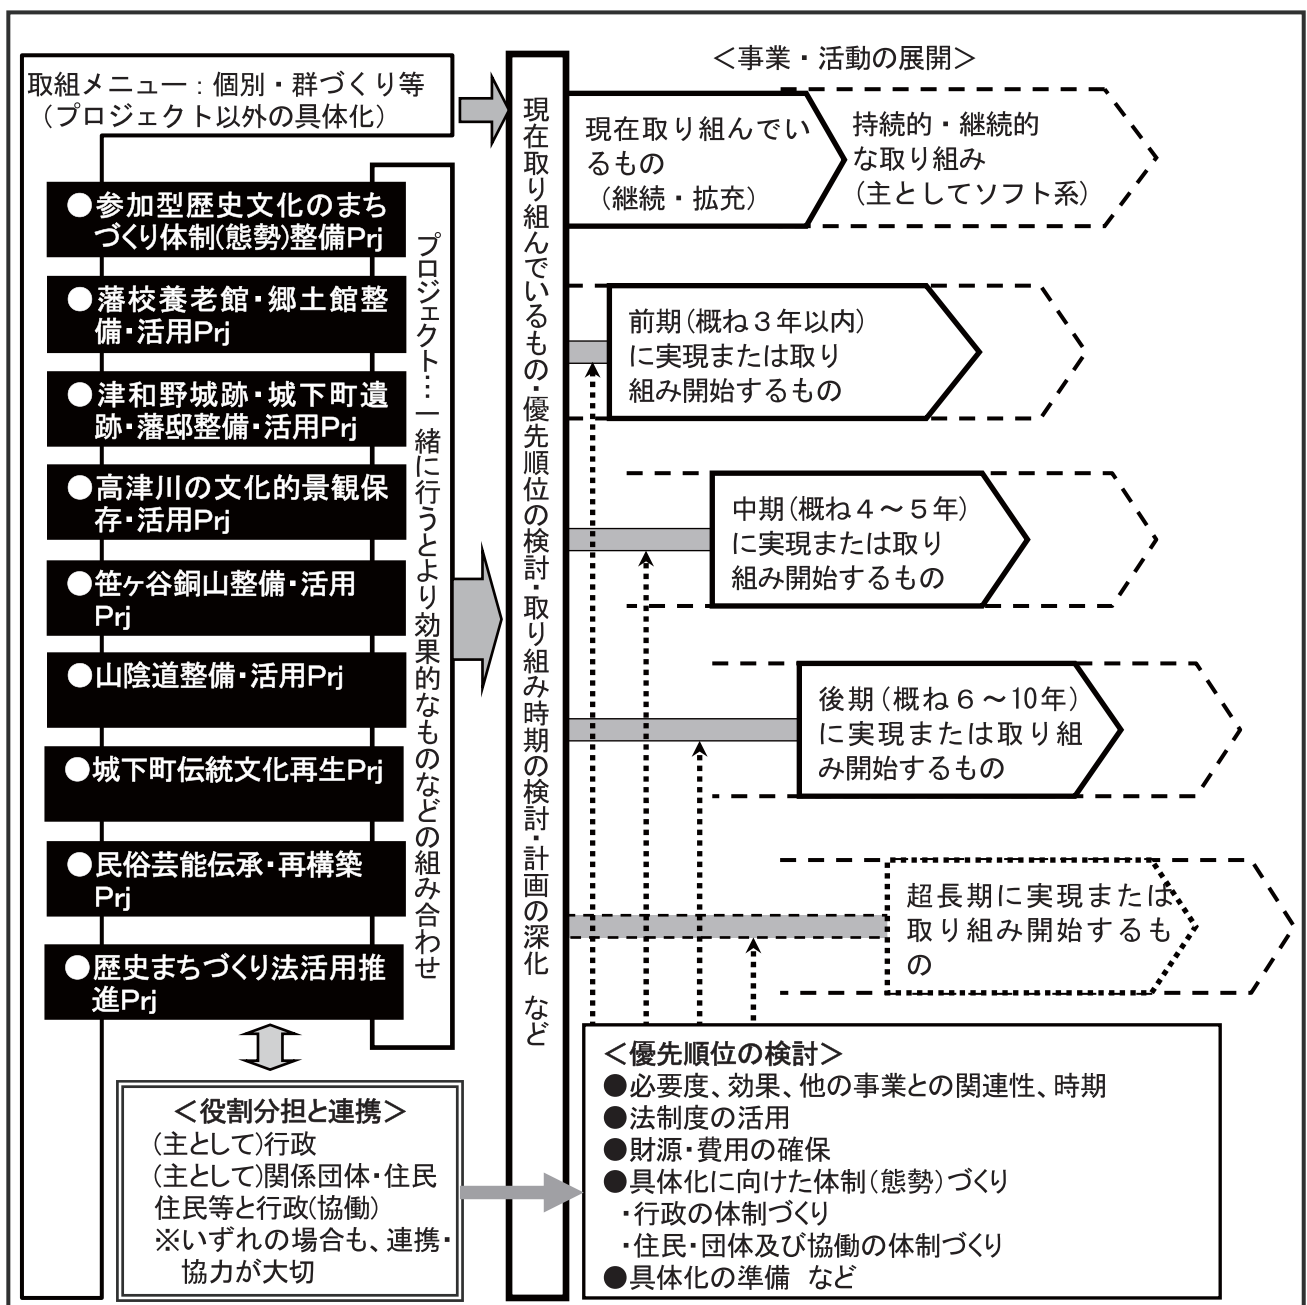 取組メニュー：個別・群づくり等
（プロジェクト以外の具体化）
●参加型歴史文化のまち
づくり体制(態勢)整備Prj
●藩校養老館・郷土館整
備・活用Prj
●津和野城跡・城下町遺
跡・藩邸整備・活用Prj
●高津川の文化的景観保
存・活用Prj
●笹ヶ谷銅山整備・活用
Prj
●山陰道整備・活用Prj
●城下町伝統文化再生Prj
●民俗芸能伝承・再構築
Prj
●歴史まちづくり法活用推
進Prj
プロジェクト…一緒に行うとより効果的なものなどの組み合わせ
＜役割分担と連携＞
(主として)行政
(主として)関係団体・住民
住民等と行政(協働)
※いずれの場合も、連携・
協力が大切
現在取り組んでいるもの・優先順位の検討・取り組み時期の検討・計画の深化 など
＜事業・活動の展開＞
現在取り組んでい
るもの
（継続・拡充）
持続的・継続的
な取り組み
（主としてソフト系）
前期（概ね３年以内）
に実現または取り
組み開始するもの
中期（概ね４～５年）
に実現または取り
組み開始するもの
後期（概ね６～10年）
に実現または取り組
み開始するもの
超長期に実現または
取り組み開始するも
の
＜優先順位の検討＞
●必要度、効果、他の事業との関連性、時期
●法制度の活用
●財源・費用の確保
●具体化に向けた体制（態勢）づくり
・行政の体制づくり
・住民・団体及び協働の体制づくり
●具体化の準備 など